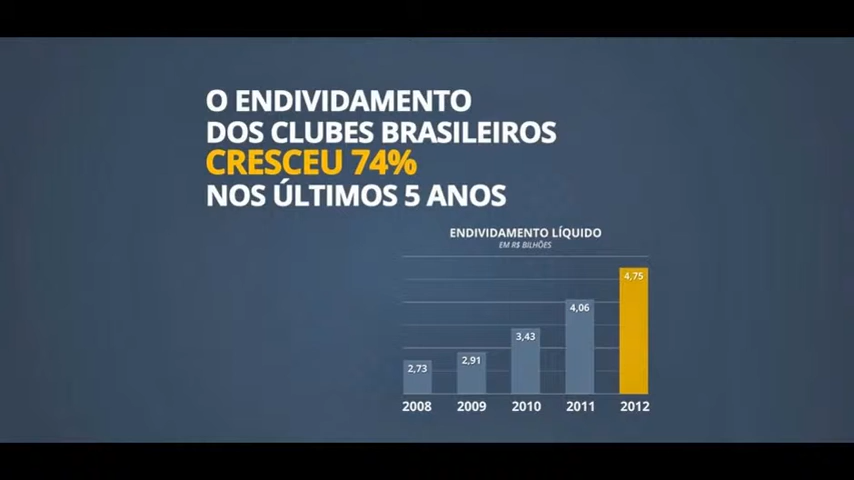 O ENDIVIDAMENTO
DOS CLUBES BRASILEIROS
CRESCEU 74%
NOS ÚLTIMOS 5 ANOS
ENDIVIDAMENTO LÍQUIDO
EM R$ BILHÕES
2,73
2,91
3,43
4,06
4,75
2008 2009 2010 2011 2012